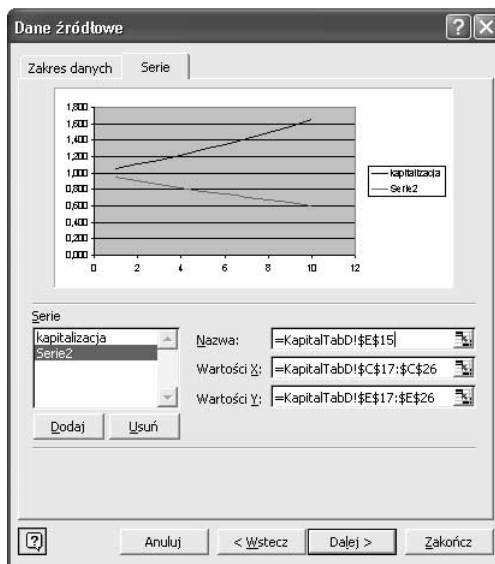 Dane źródłowe
Zakres danych Serie
1,800
1,600
1,400
1,200
1,000
0,800
0,600
0,400
0,200
0,000
0 2 4 6 8 10 12
kapitalizacja
Serie2
Serie
kapitalizacja
Serie2
Nazwa: =KapitalTabD!$E$15
Wartości X: =KapitalTabD!$C$17:$C$26
Wartości Y: =KapitalTabD!$E$17:$E$26
Dodaj Usuń
Anuluj < Wstecz Dalej > Zakończ